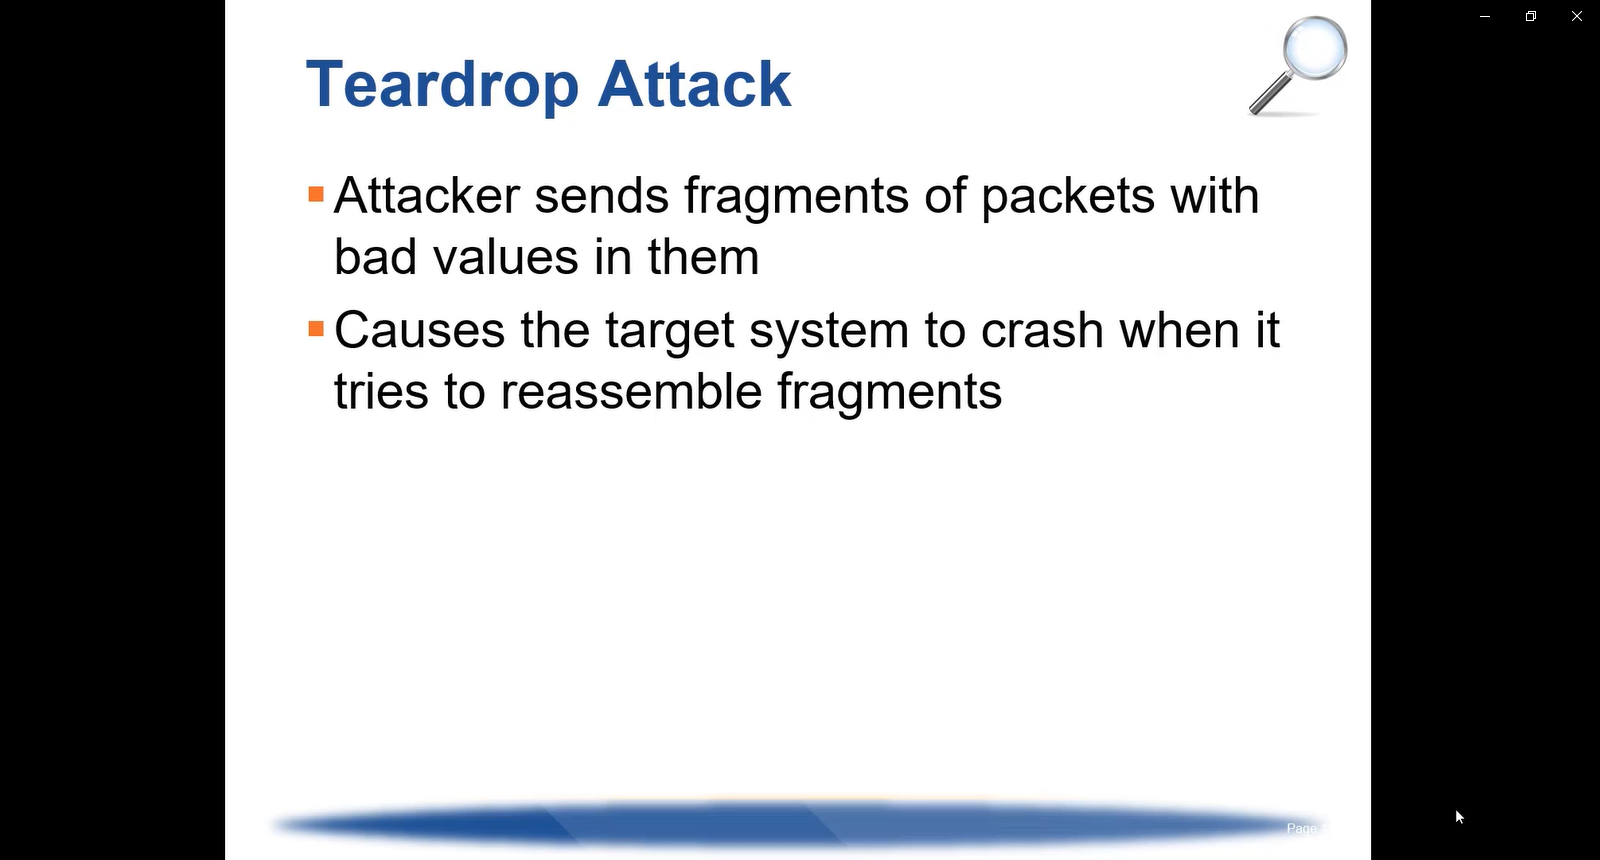 Teardrop Attack
Attacker sends fragments of packets with
bad values in them
Causes the target system to crash when it
tries to reassemble fragments
Page